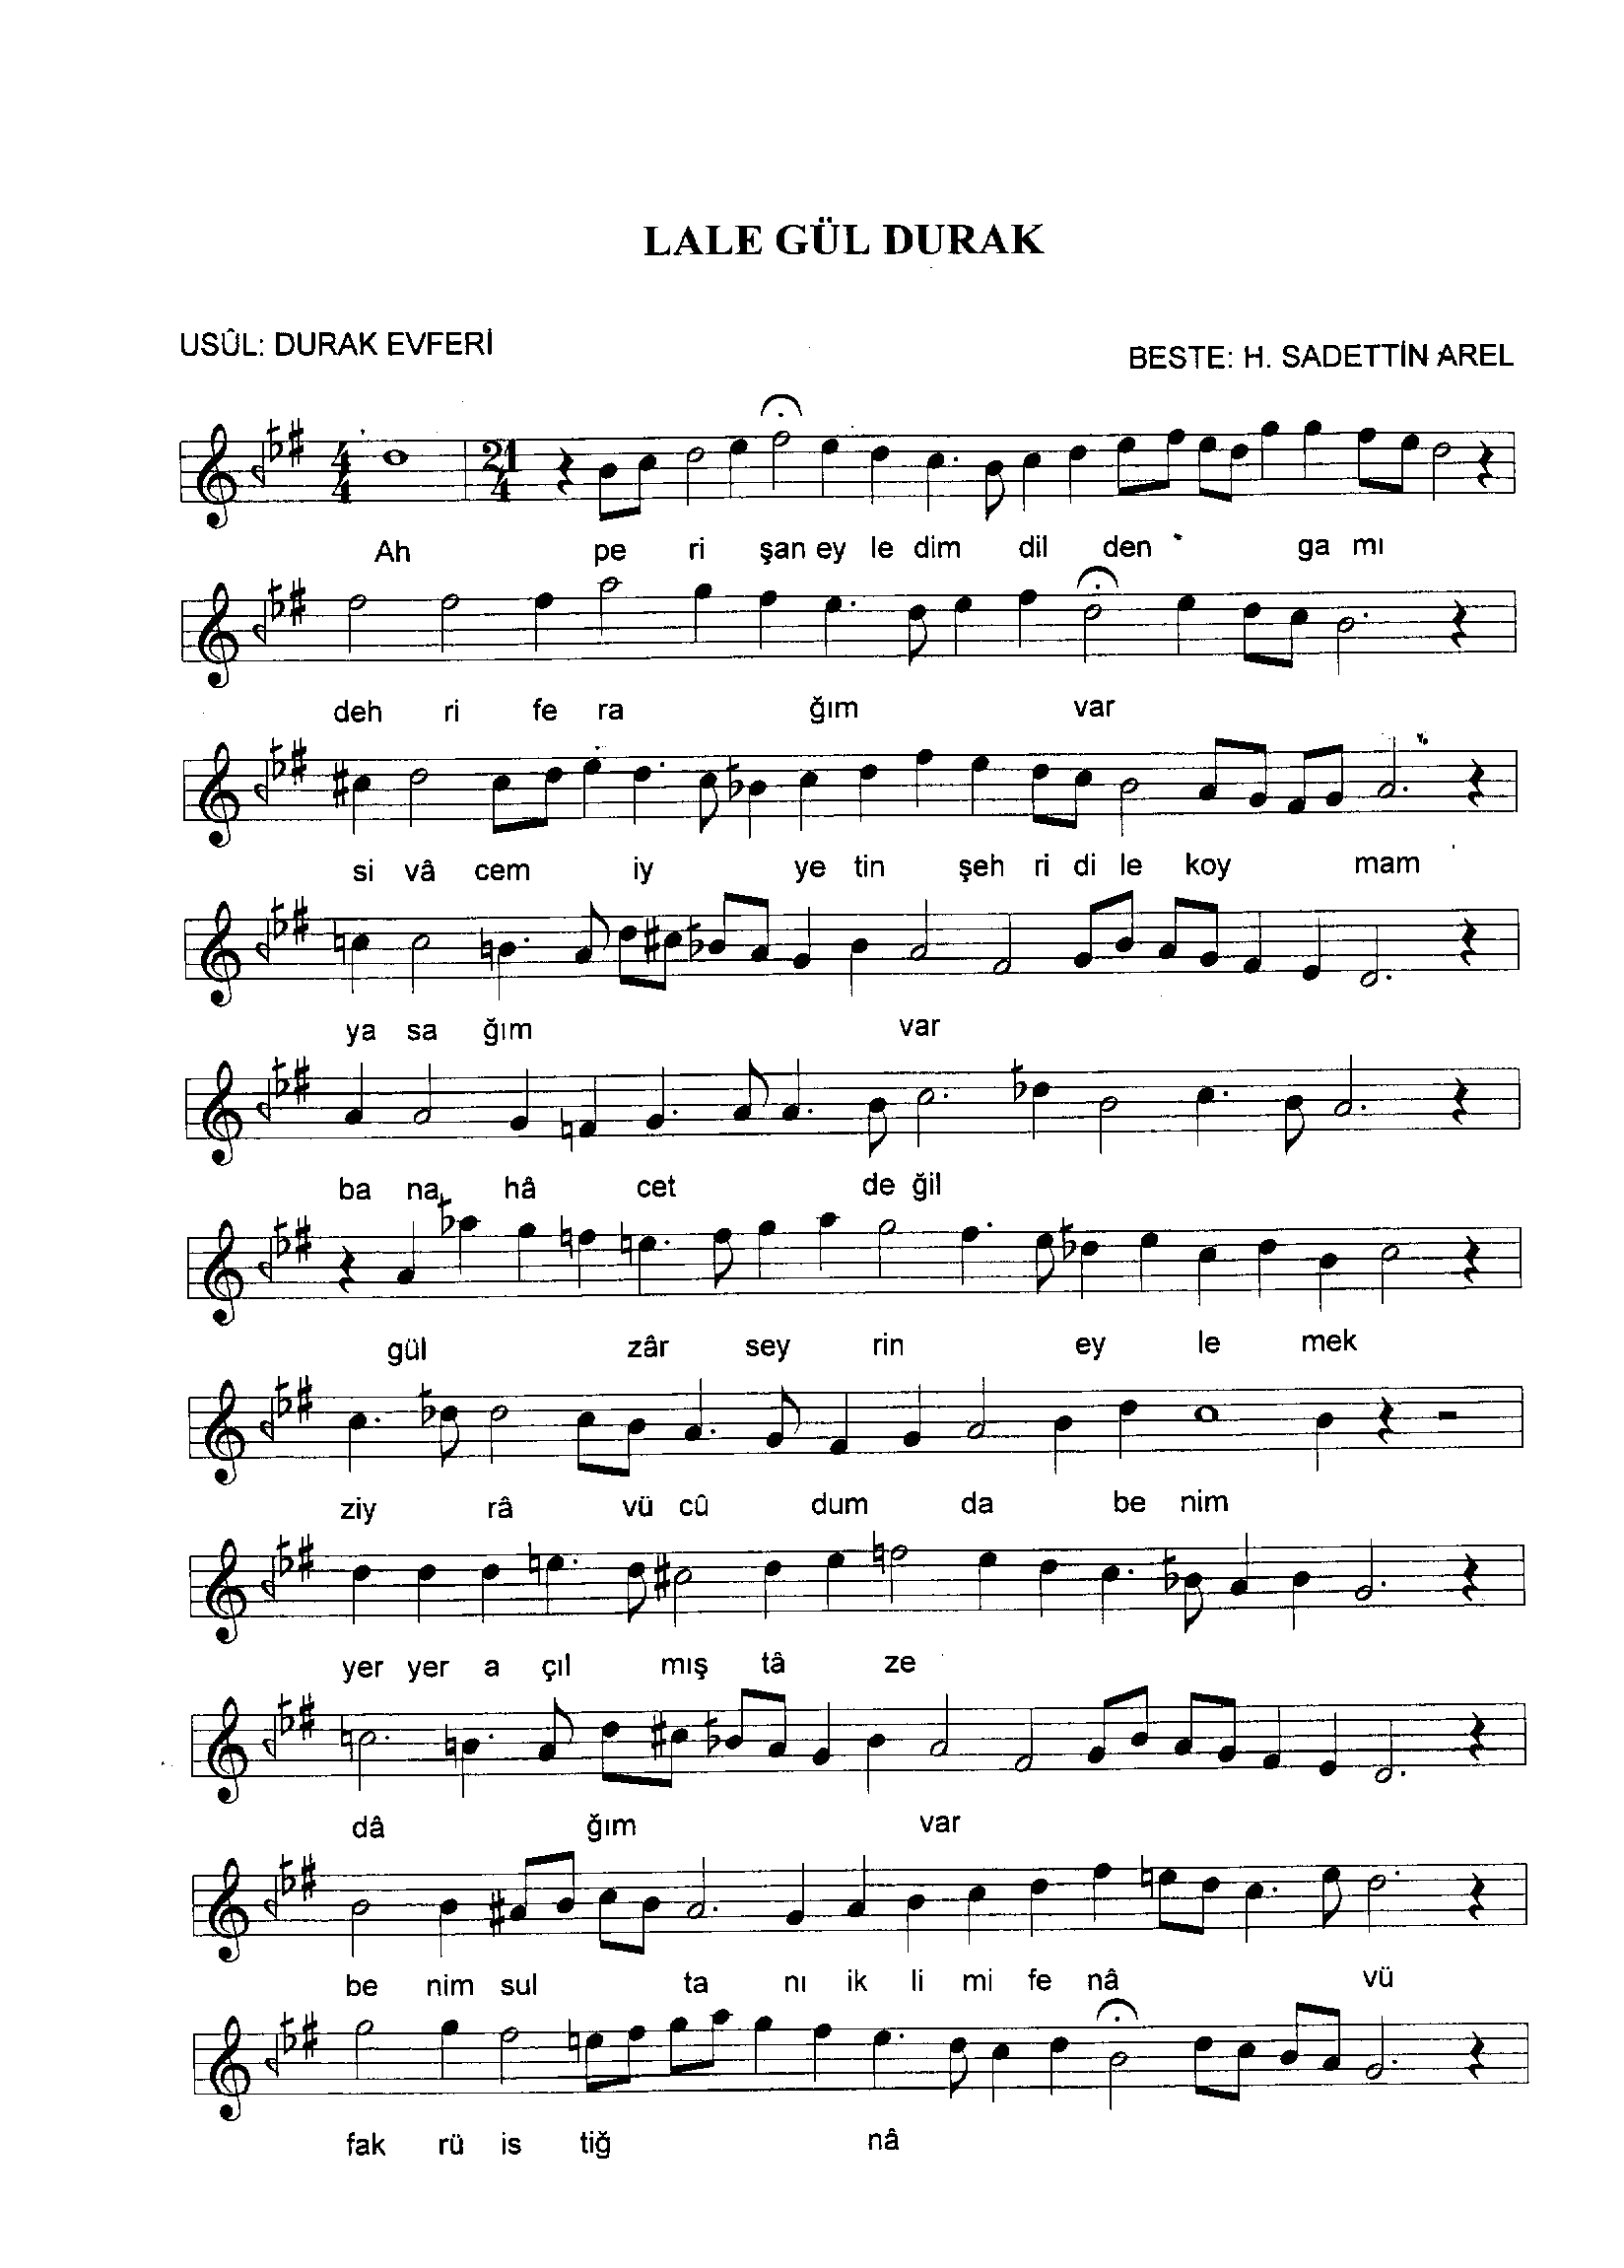 LALE GÜL DURAK
USÛL: DURAK EVFERİ
BESTE: H. SADETTİN AREL
4 4 21 4
Ah pe ri şan ey le dim dil den ga mı
deh ri fe ra ğım var
si vâ cem iy ye tin şeh ri di le koy mam
ya sa ğım var
ba na hâ cet de ğil
gül zâr sey rin ey le mek
ziy râ vü cû dum da be nim
yer yer a çıl mış tâ ze
dâ ğım var
be nim sul ta nı ik li mi fe nâ vü
fak rü is tiğ nâ